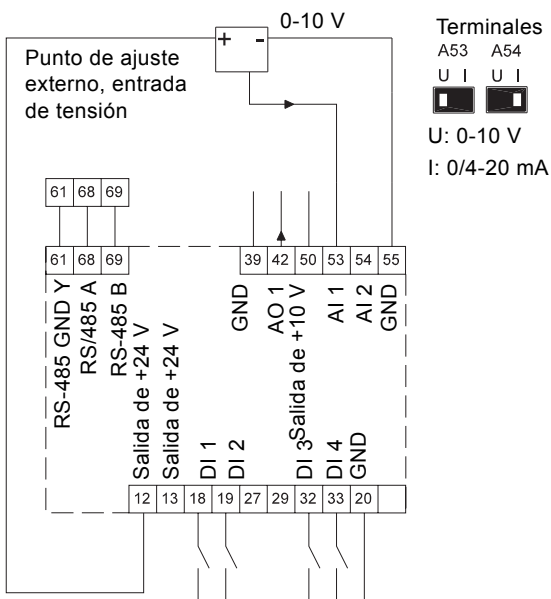 + - 0-10 V
Punto de ajuste
externo, entrada
de tensión
Terminales
A53 A54
U I U I
U: 0-10 V
I: 0/4-20 mA
61 68 69
61 68 69
39 42 50 53 54 55
RS-485 GND Y
RS/485 A
RS-485 B
GND
AO 1
Salida de +10 V
AI 1
AI 2
GND
Salida de +24 V
Salida de +24 V
DI 1
DI 2
DI 3
DI 4
GND
12 13 18 19 27 29 32 33 20